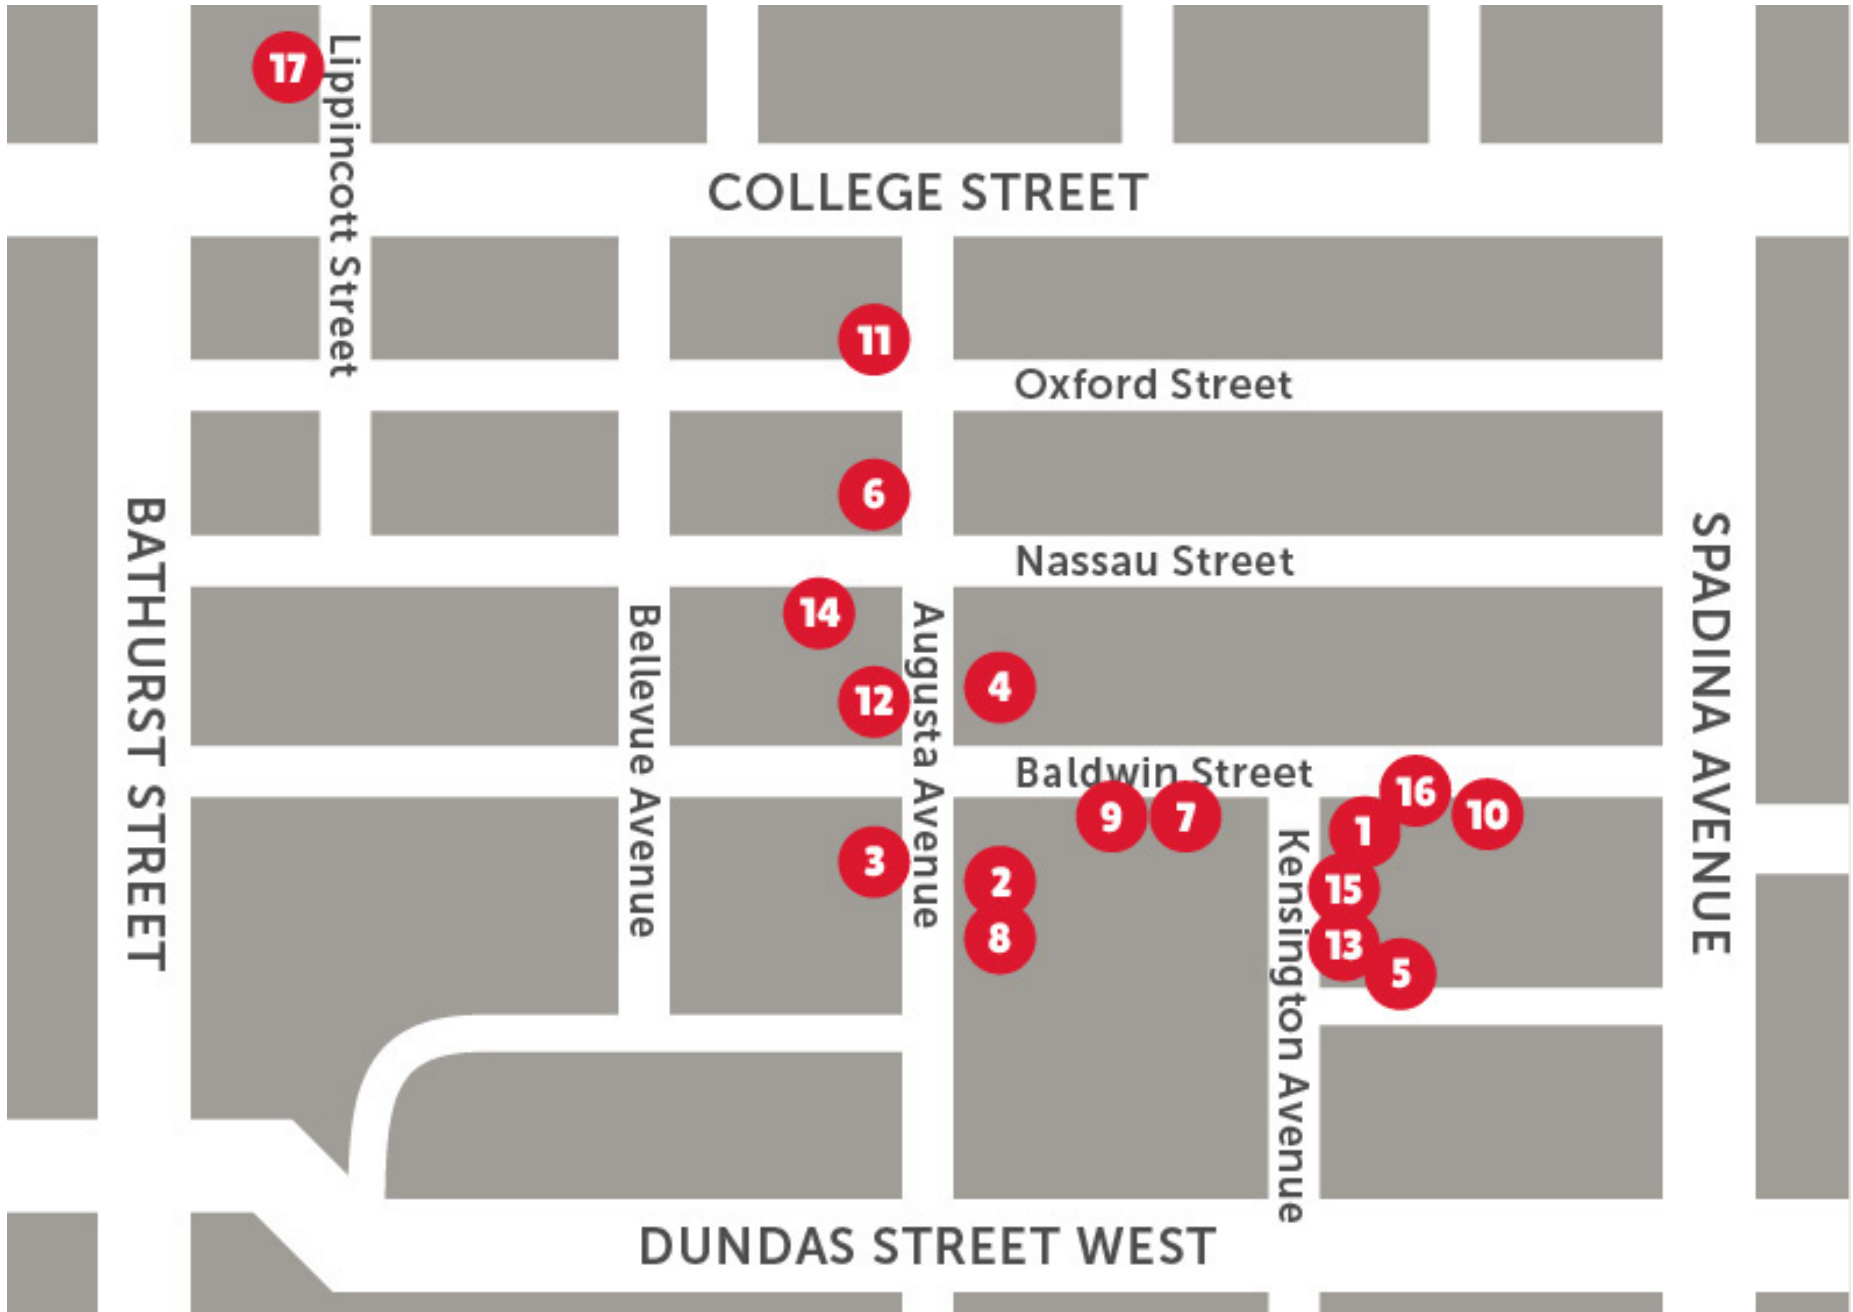 17
Lippincott Street
COLLEGE STREET
11
Oxford Street
6
BATHURST STREET
Nassau Street
SPADINA AVENUE
14
Bellevue Avenue
Augusta Avenue
4
12
Baldwin Street
16
9
7
10
1
Kensington Avenue
3
2
15
8
13
5
DUNDAS STREET WEST